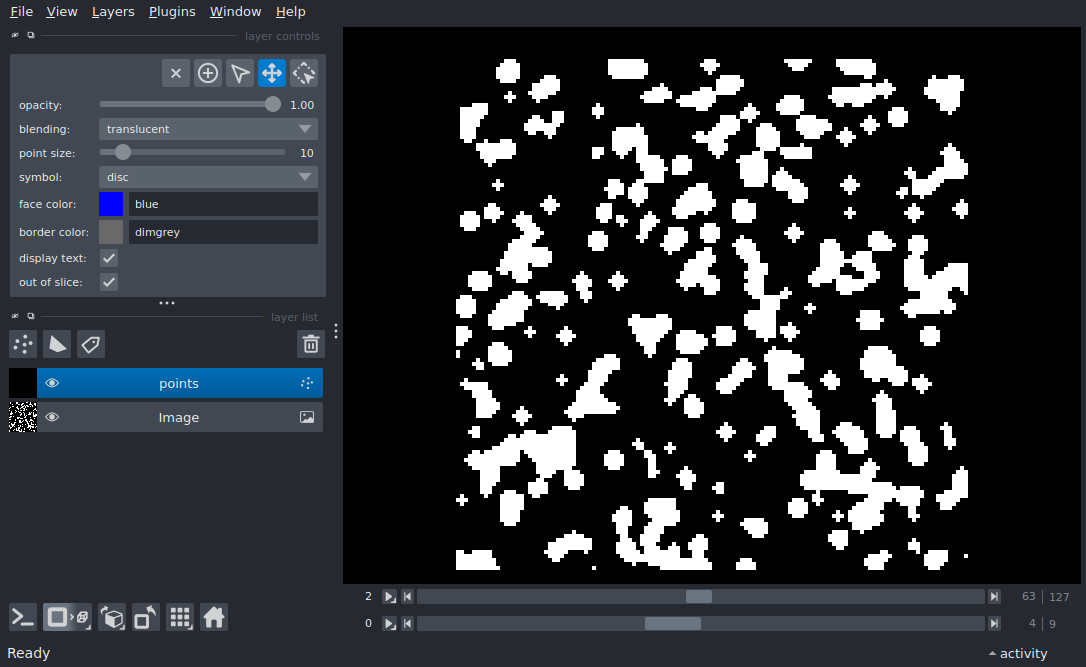 File View Layers Plugins Window Help
layer controls
opacity: 1.00
blending: translucent
point size: 10
symbol: disc
face color: blue
border color: dimgrey
display text:
out of slice:
layer list
points
Image
2 63 127
0 4 9
Ready activity